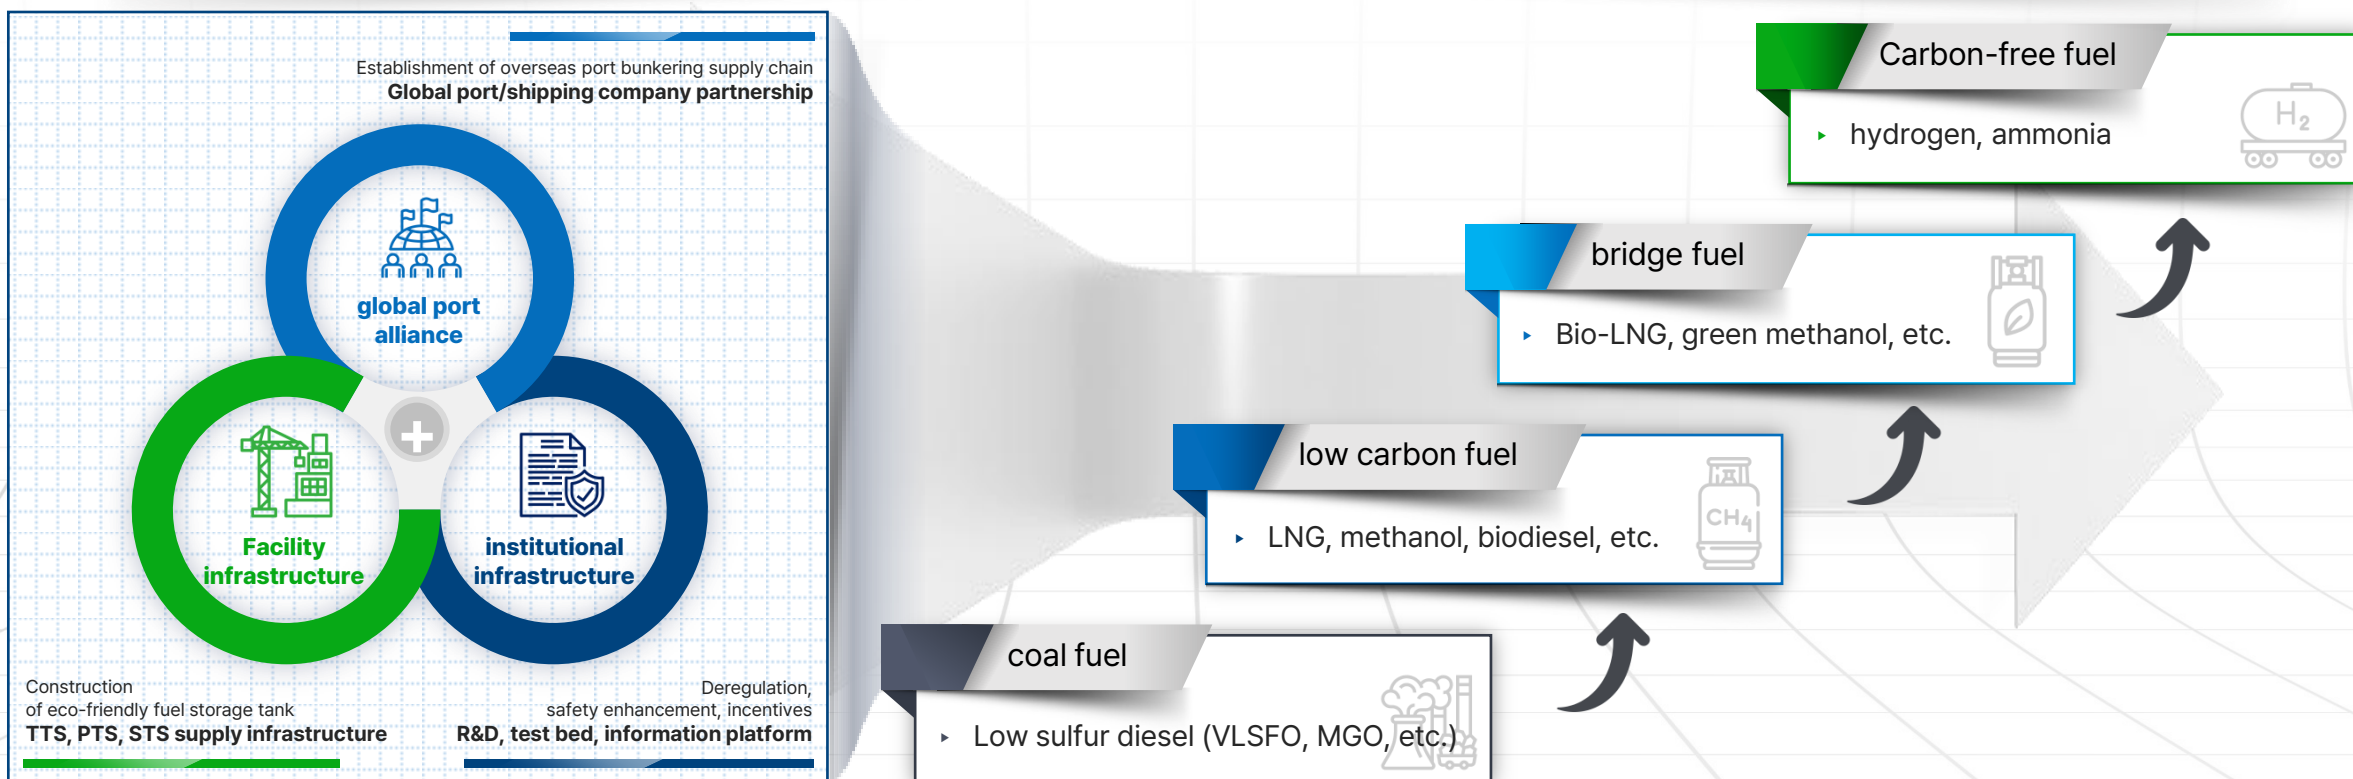 Establishment of overseas port bunkering supply chain
Global port/shipping company partnership
global port
alliance
Facility
infrastructure
institutional
infrastructure
Construction
of eco-friendly fuel storage tank
TTS, PTS, STS supply infrastructure
Deregulation,
safety enhancement, incentives
R&D, test bed, information platform
Carbon-free fuel
hydrogen, ammonia
H2
bridge fuel
Bio-LNG, green methanol, etc.
low carbon fuel
LNG, methanol, biodiesel, etc.
CH4
coal fuel
Low sulfur diesel (VLSFO, MGO, etc.)